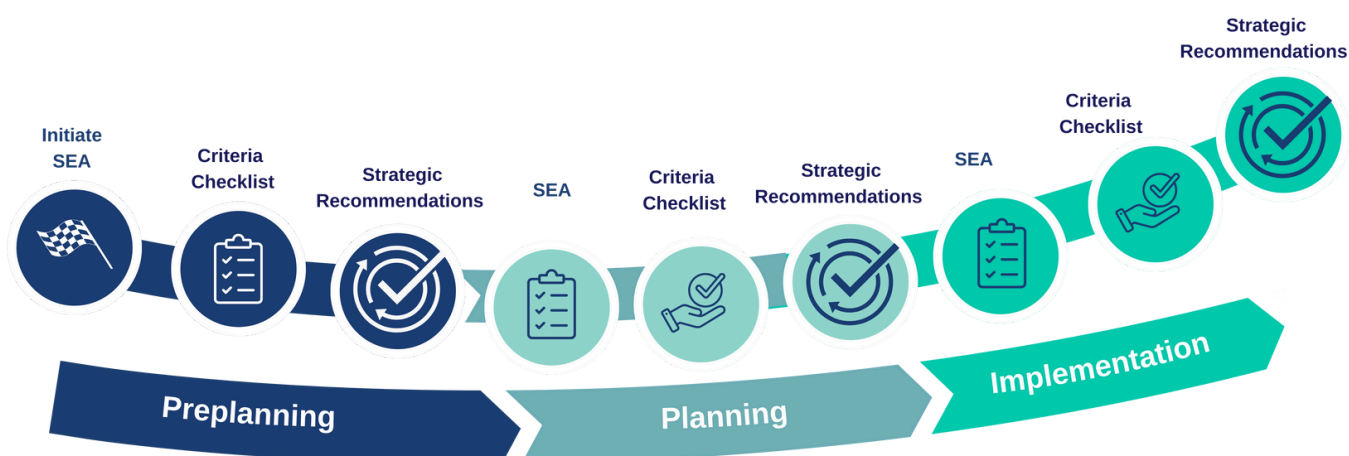 Initiate
SEA
Criteria
Checklist
Strategic
Recommendations
SEA
Criteria
Checklist
Strategic
Recommendations
SEA
Criteria
Checklist
Strategic
Recommendations
Preplanning
Planning
Implementation